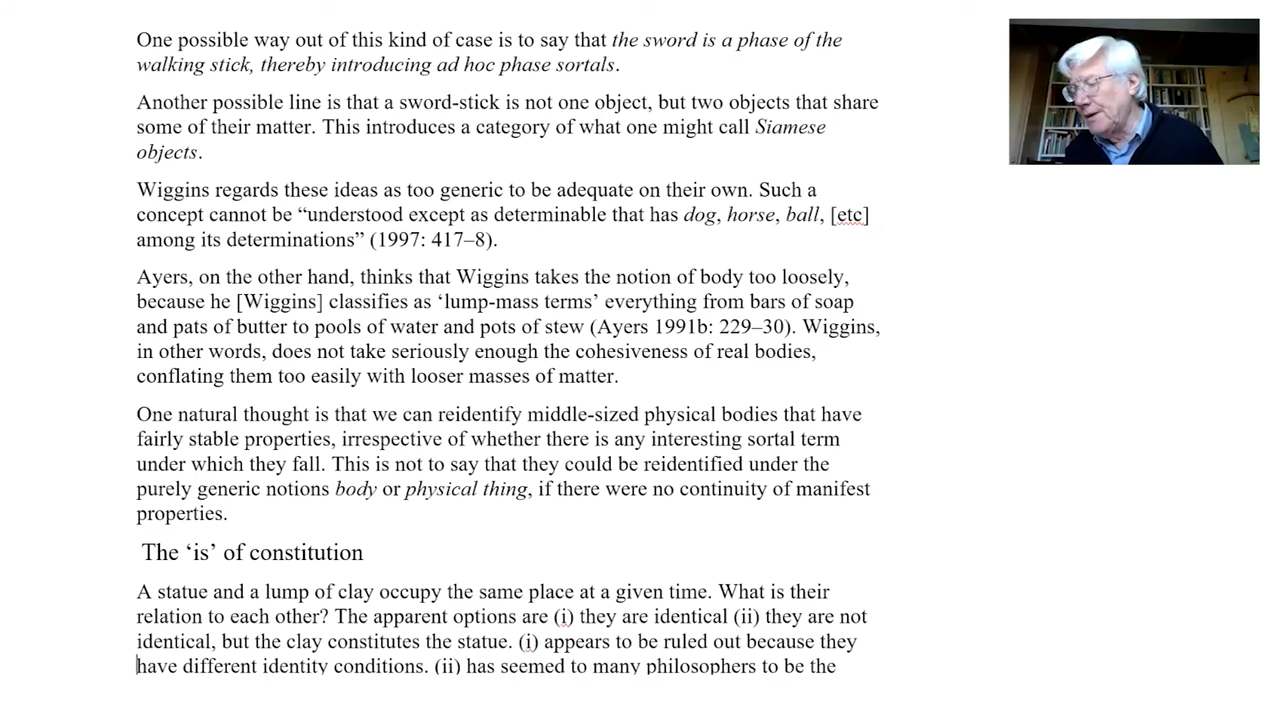 One possible way out of this kind of case is to say that the sword is a phase of the
walking stick, thereby introducing ad hoc phase sortals.
Another possible line is that a sword-stick is not one object, but two objects that share
some of their matter. This introduces a category of what one might call Siamese
objects.
Wiggins regards these ideas as too generic to be adequate on their own. Such a
concept cannot be “understood except as determinable that has dog, horse, ball, [etc]
among its determinations” (1997: 417–8).
Ayers, on the other hand, thinks that Wiggins takes the notion of body too loosely,
because he [Wiggins] classifies as ‘lump-mass terms’ everything from bars of soap
and pats of butter to pools of water and pots of stew (Ayers 1991b: 229–30). Wiggins,
in other words, does not take seriously enough the cohesiveness of real bodies,
conflating them too easily with looser masses of matter.
One natural thought is that we can reidentify middle-sized physical bodies that have
fairly stable properties, irrespective of whether there is any interesting sortal term
under which they fall. This is not to say that they could be reidentified under the
purely generic notions body or physical thing, if there were no continuity of manifest
properties.
The ‘is’ of constitution
A statue and a lump of clay occupy the same place at a given time. What is their
relation to each other? The apparent options are (i) they are identical (ii) they are not
identical, but the clay constitutes the statue. (i) appears to be ruled out because they
have different identity conditions. (ii) has seemed to many philosophers to be the